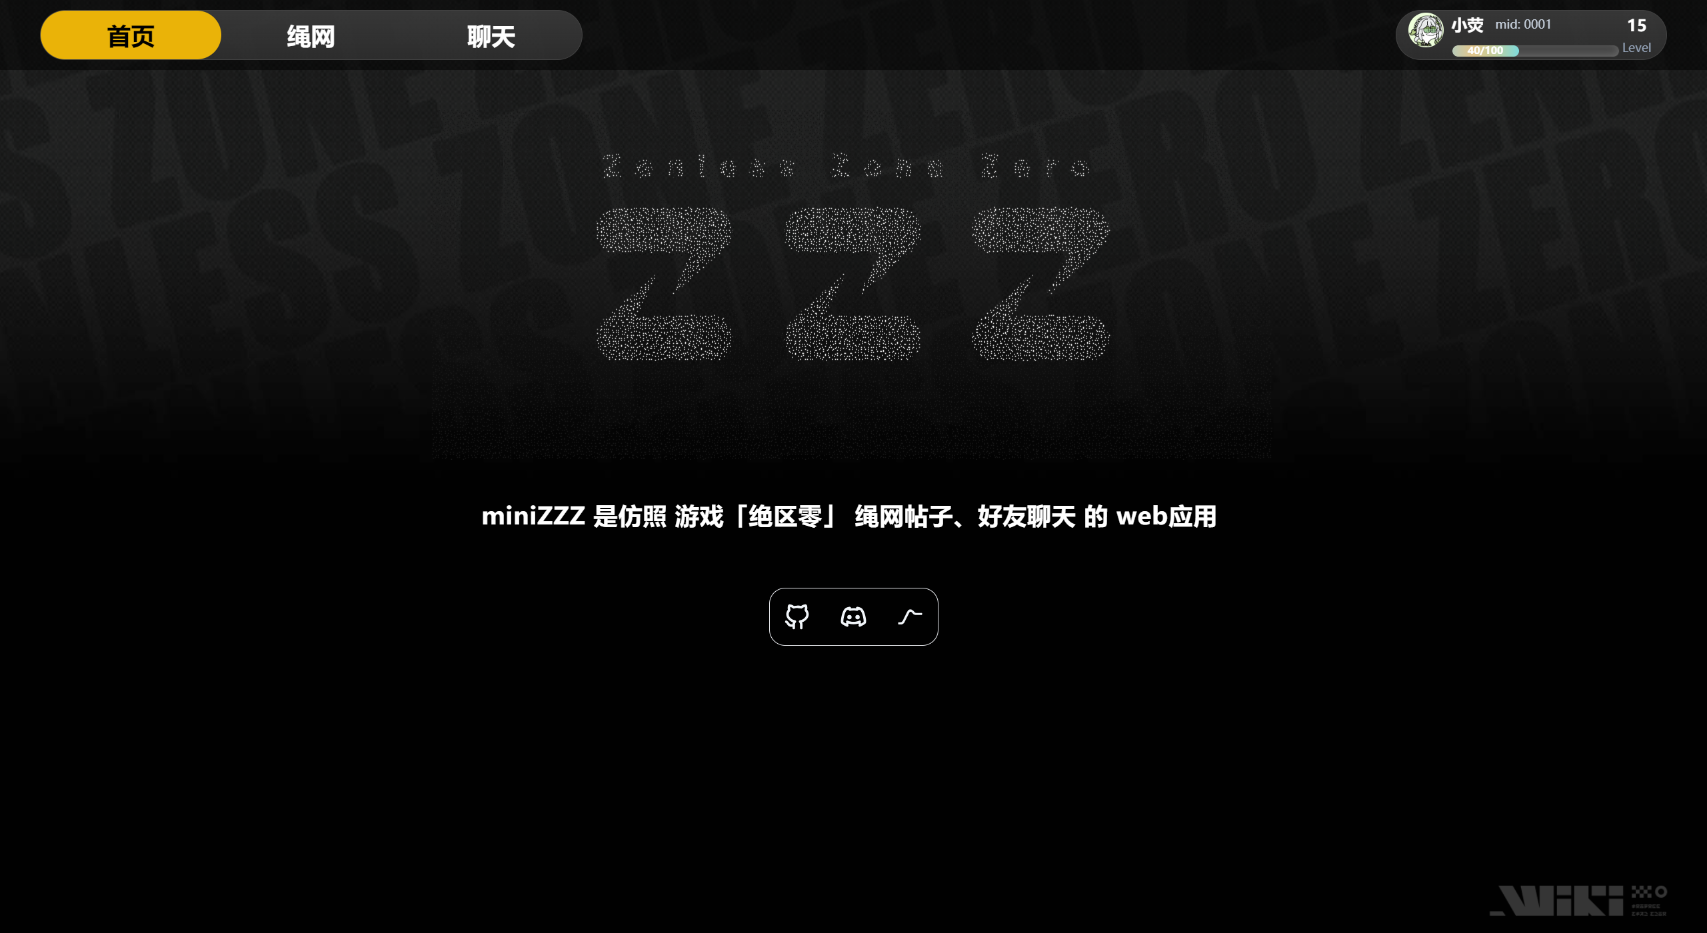 首页 绳网 聊天
小荧 mid: 0001 15
40/100 Level
Zenless Zone Zero
ZZZ
miniZZZ 是仿照 游戏「绝区零」 绳网帖子、好友聊天 的 web应用
WIKI